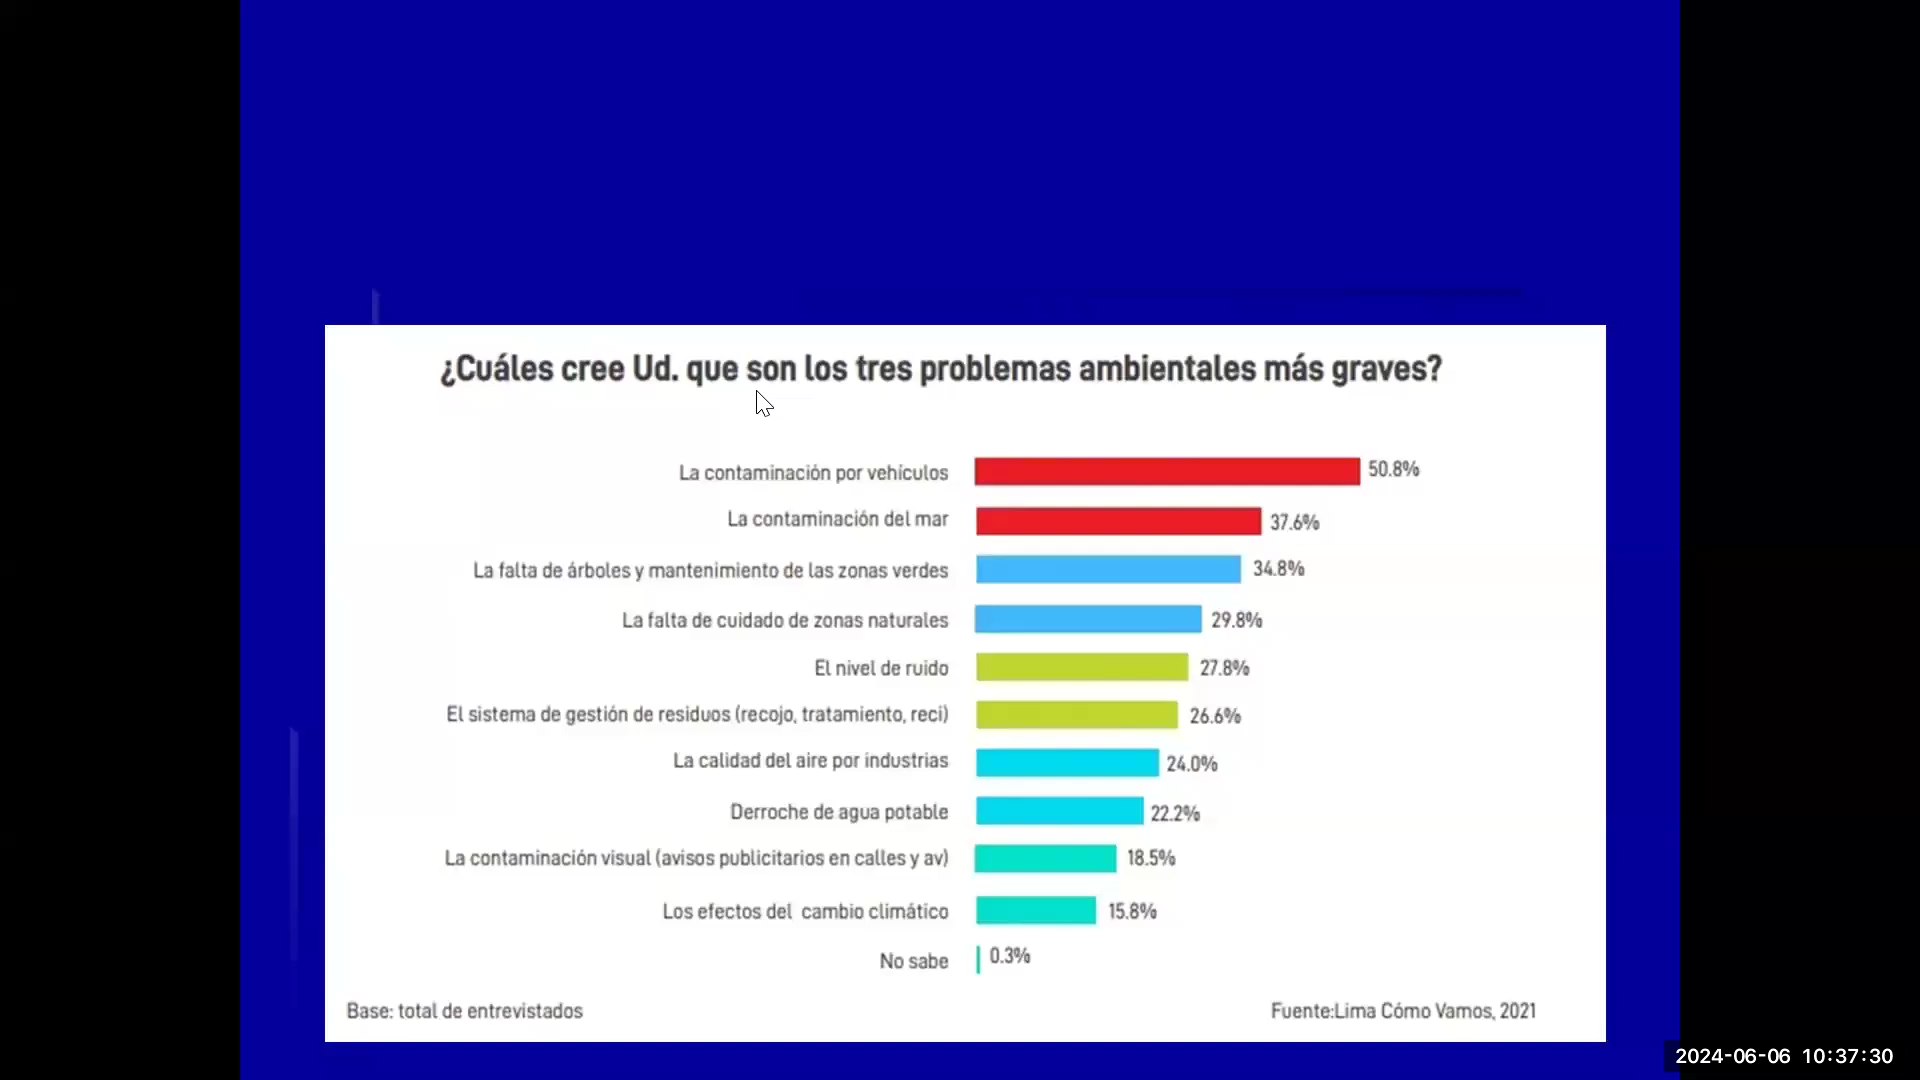 ¿Cuáles cree Ud. que son los tres problemas ambientales más graves?
La contaminación por vehículos 50.8%
La contaminación del mar 37.6%
La falta de árboles y mantenimiento de las zonas verdes 34.8%
La falta de cuidado de zonas naturales 29.8%
El nivel de ruido 27.8%
El sistema de gestión de residuos (recojo, tratamiento, reci) 26.6%
La calidad del aire por industrias 24.0%
Derroche de agua potable 22.2%
La contaminación visual (avisos publicitarios en calles y av) 18.5%
Los efectos del cambio climático 15.8%
No sabe 0.3%
Base: total de entrevistados
Fuente:Lima Cómo Vamos, 2021
2024-06-06 10:37:30